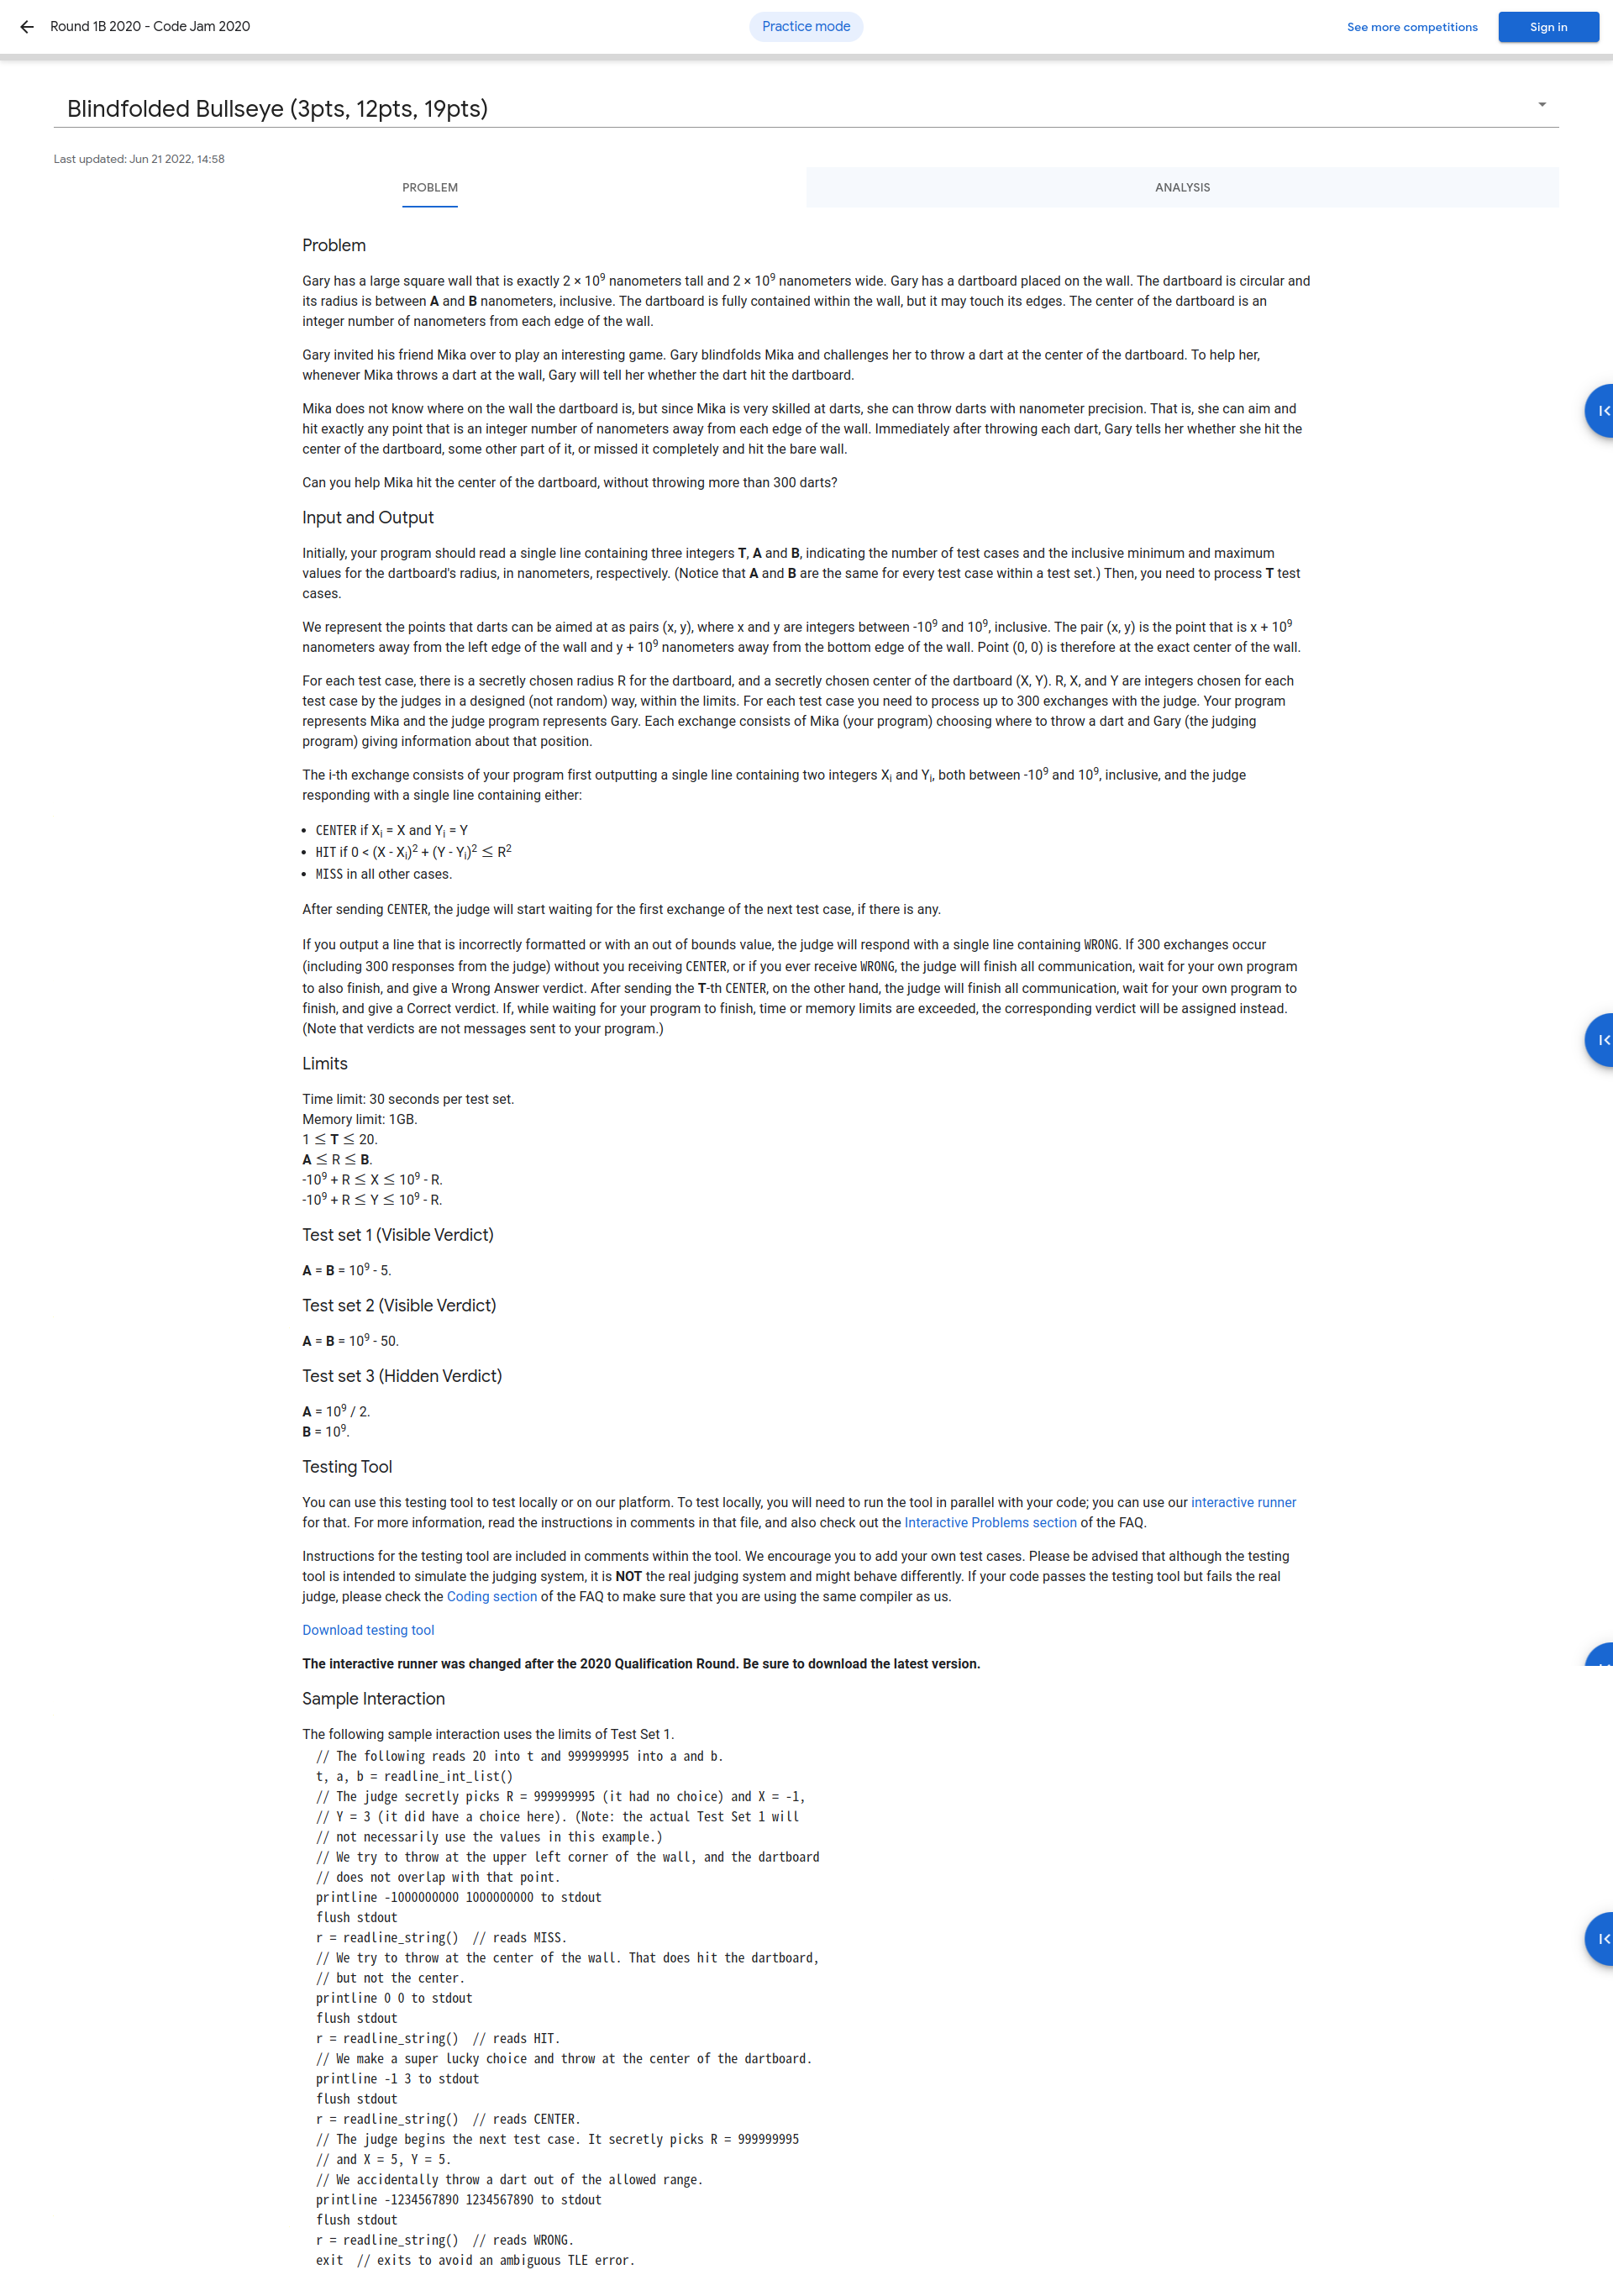 Round 1B 2020 - Code Jam 2020
Practice mode
See more competitions
Sign in
Blindfolded Bullseye (3pts, 12pts, 19pts)
Last updated: Jun 21 2022, 14:58
PROBLEM
ANALYSIS
Problem
Gary has a large square wall that is exactly 2 × 10⁹ nanometers tall and 2 × 10⁹ nanometers wide. Gary has a dartboard placed on the wall. The dartboard is circular and
its radius is between A and B nanometers, inclusive. The dartboard is fully contained within the wall, but it may touch its edges. The center of the dartboard is an
integer number of nanometers from each edge of the wall.
Gary invited his friend Mika over to play an interesting game. Gary blindfolds Mika and challenges her to throw a dart at the center of the dartboard. To help her,
whenever Mika throws a dart at the wall, Gary will tell her whether the dart hit the dartboard.
Mika does not know where on the wall the dartboard is, but since Mika is very skilled at darts, she can throw darts with nanometer precision. That is, she can aim and
hit exactly any point that is an integer number of nanometers away from each edge of the wall. Immediately after throwing each dart, Gary tells her whether she hit the
center of the dartboard, some other part of it, or missed it completely and hit the bare wall.
Can you help Mika hit the center of the dartboard, without throwing more than 300 darts?
Input and Output
Initially, your program should read a single line containing three integers T, A and B, indicating the number of test cases and the inclusive minimum and maximum
values for the dartboard's radius, in nanometers, respectively. (Notice that A and B are the same for every test case within a test set.) Then, you need to process T test
cases.
We represent the points that darts can be aimed at as pairs (x, y), where x and y are integers between -10⁹ and 10⁹, inclusive. The pair (x, y) is the point that is x + 10⁹
nanometers away from the left edge of the wall and y + 10⁹ nanometers away from the bottom edge of the wall. Point (0, 0) is therefore at the exact center of the wall.
For each test case, there is a secretly chosen radius R for the dartboard, and a secretly chosen center of the dartboard (X, Y). R, X, and Y are integers chosen for each
test case by the judges in a designed (not random) way, within the limits. For each test case you need to process up to 300 exchanges with the judge. Your program
represents Mika and the judge program represents Gary. Each exchange consists of Mika (your program) choosing where to throw a dart and Gary (the judging
program) giving information about that position.
The i-th exchange consists of your program first outputting a single line containing two integers Xᵢ and Yᵢ, both between -10⁹ and 10⁹, inclusive, and the judge
responding with a single line containing either:
• CENTER if Xᵢ = X and Yᵢ = Y
• HIT if 0 < (X - Xᵢ)² + (Y - Yᵢ)² ≤ R²
• MISS in all other cases.
After sending CENTER, the judge will start waiting for the first exchange of the next test case, if there is any.
If you output a line that is incorrectly formatted or with an out of bounds value, the judge will respond with a single line containing WRONG. If 300 exchanges occur
(including 300 responses from the judge) without you receiving CENTER, or if you ever receive WRONG, the judge will finish all communication, wait for your own program
to also finish, and give a Wrong Answer verdict. After sending the T-th CENTER, on the other hand, the judge will finish all communication, wait for your own program to
finish, and give a Correct verdict. If, while waiting for your program to finish, time or memory limits are exceeded, the corresponding verdict will be assigned instead.
(Note that verdicts are not messages sent to your program.)
Limits
Time limit: 30 seconds per test set.
Memory limit: 1GB.
1 ≤ T ≤ 20.
A ≤ R ≤ B.
-10⁹ + R ≤ X ≤ 10⁹ - R.
-10⁹ + R ≤ Y ≤ 10⁹ - R.
Test set 1 (Visible Verdict)
A = B = 10⁹ - 5.
Test set 2 (Visible Verdict)
A = B = 10⁹ - 50.
Test set 3 (Hidden Verdict)
A = 10⁹ / 2.
B = 10⁹.
Testing Tool
You can use this testing tool to test locally or on our platform. To test locally, you will need to run the tool in parallel with your code; you can use our interactive runner
for that. For more information, read the instructions in comments in that file, and also check out the Interactive Problems section of the FAQ.
Instructions for the testing tool are included in comments within the tool. We encourage you to add your own test cases. Please be advised that although the testing
tool is intended to simulate the judging system, it is NOT the real judging system and might behave differently. If your code passes the testing tool but fails the real
judge, please check the Coding section of the FAQ to make sure that you are using the same compiler as us.
Download testing tool
The interactive runner was changed after the 2020 Qualification Round. Be sure to download the latest version.
Sample Interaction
The following sample interaction uses the limits of Test Set 1.
// The following reads 20 into t and 999999995 into a and b.
t, a, b = readline_int_list()
// The judge secretly picks R = 999999995 (it had no choice) and X = -1,
// Y = 3 (it did have a choice here). (Note: the actual Test Set 1 will
// not necessarily use the values in this example.)
// We try to throw at the upper left corner of the wall, and the dartboard
// does not overlap with that point.
printline -1000000000 1000000000 to stdout
flush stdout
r = readline_string()  // reads MISS.
// We try to throw at the center of the wall. That does hit the dartboard,
// but not the center.
printline 0 0 to stdout
flush stdout
r = readline_string()  // reads HIT.
// We make a super lucky choice and throw at the center of the dartboard.
printline -1 3 to stdout
flush stdout
r = readline_string()  // reads CENTER.
// The judge begins the next test case. It secretly picks R = 999999995
// and X = 5, Y = 5.
// We accidentally throw a dart out of the allowed range.
printline -1234567890 1234567890 to stdout
flush stdout
r = readline_string()  // reads WRONG.
exit  // exits to avoid an ambiguous TLE error.